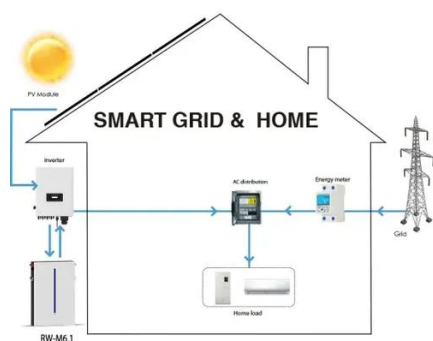 PV Module
SMART GRID & HOME
Inverter
AC distribution
Energy meter
Grid
Home load
RW-M6.1